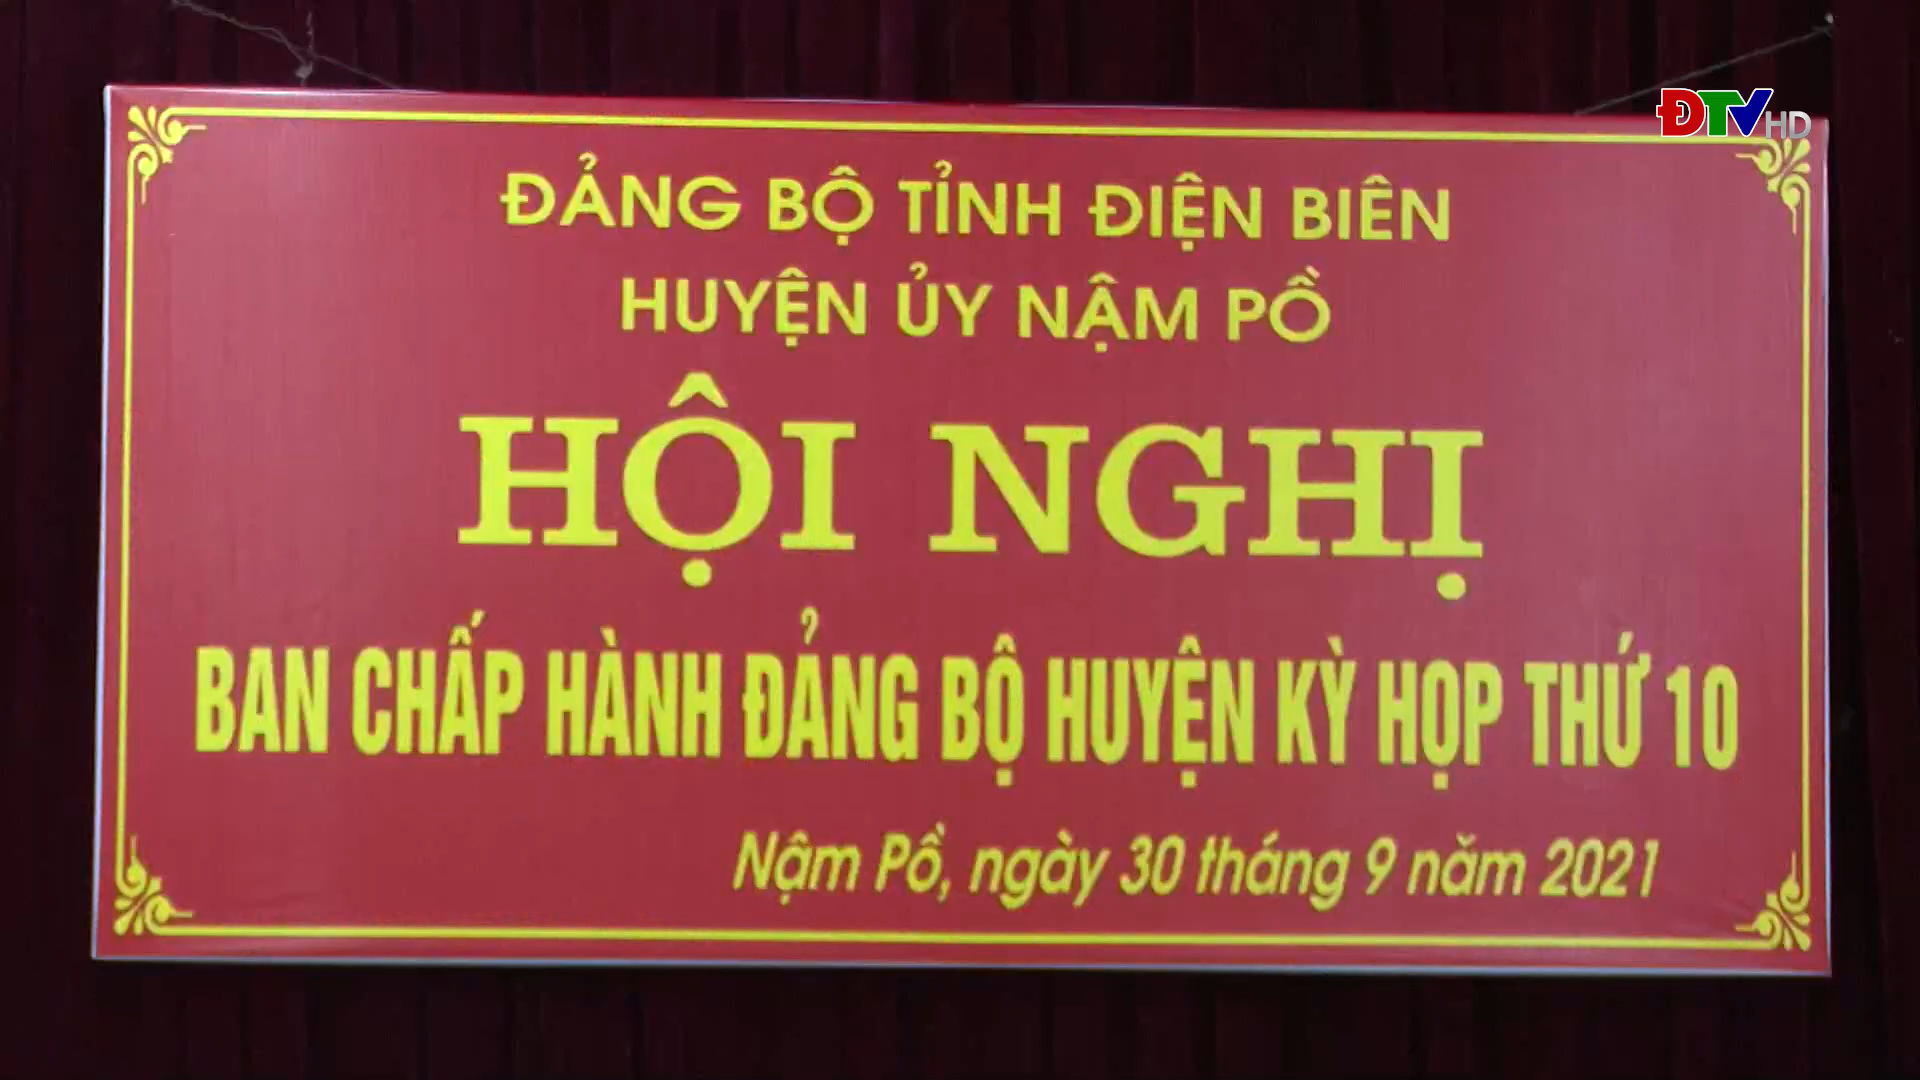 ĐTV HD
ĐẢNG BỘ TỈNH ĐIỆN BIÊN
HUYỆN ỦY NẬM PỒ
HỘI NGHỊ
BAN CHẤP HÀNH ĐẢNG BỘ HUYỆN KỲ HỌP THỨ 10
Nậm Pồ, ngày 30 tháng 9 năm 2021